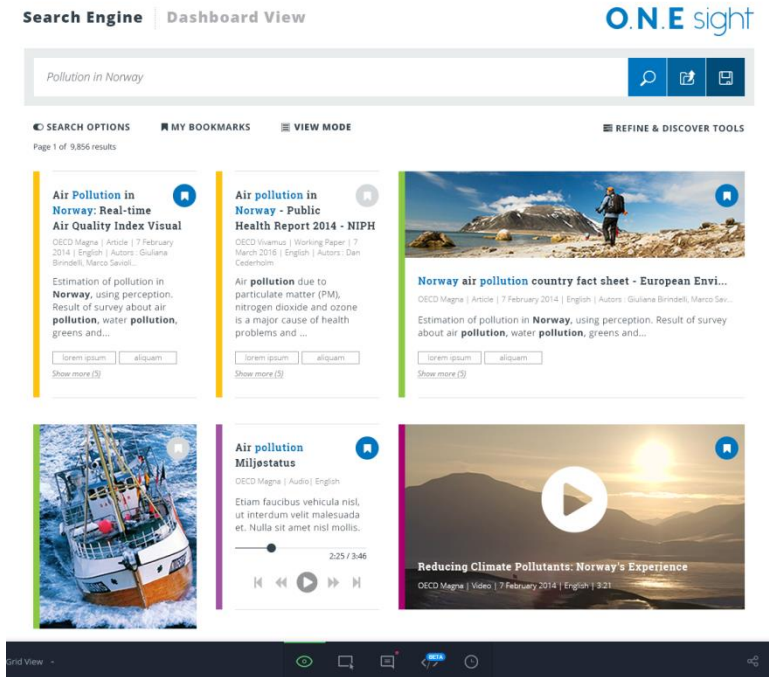 Search Engine
Dashboard View
O.N.E sight
Pollution in Norway
SEARCH OPTIONS
MY BOOKMARKS
VIEW MODE
REFINE & DISCOVER TOOLS
Page 1 of 9,856 results
Air Pollution in
Norway: Real-time
Air Quality Index Visual
OECD Magna | Article | 7 February
2014 | English | Autors : Giuliana
Birindelli, Marco Savioli...
Estimation of pollution in
Norway, using perception.
Result of survey about air
pollution, water pollution,
greens and...
lorem ipsum
aliquam
Show more (5)
Air pollution in
Norway - Public
Health Report 2014 - NIPH
OECD Vivamus | Working Paper | 7
March 2016 | English | Autors : Dan
Cederholm
Air pollution due to
particulate matter (PM),
nitrogen dioxide and ozone
is a major cause of health
problems and ...
lorem ipsum
aliquam
Show more (5)
Norway air pollution country fact sheet - European Envi...
OECD Magna | Article | 7 February 2014 | English | Autors : Giuliana Birindelli, Marco Sav...
Estimation of pollution in Norway, using perception. Result of survey
about air pollution, water pollution, greens and...
lorem ipsum
aliquam
Show more (5)
Air pollution
Miljøstatus
OECD Magna | Audio| English
Etiam faucibus vehicula nisl,
ut interdum velit malesuada
et. Nulla sit amet nisl mollis.
2:25 / 3:46
Reducing Climate Pollutants: Norway's Experience
OECD Magna | Video | 7 February 2014 | English | 3:21
Grid View
BETA